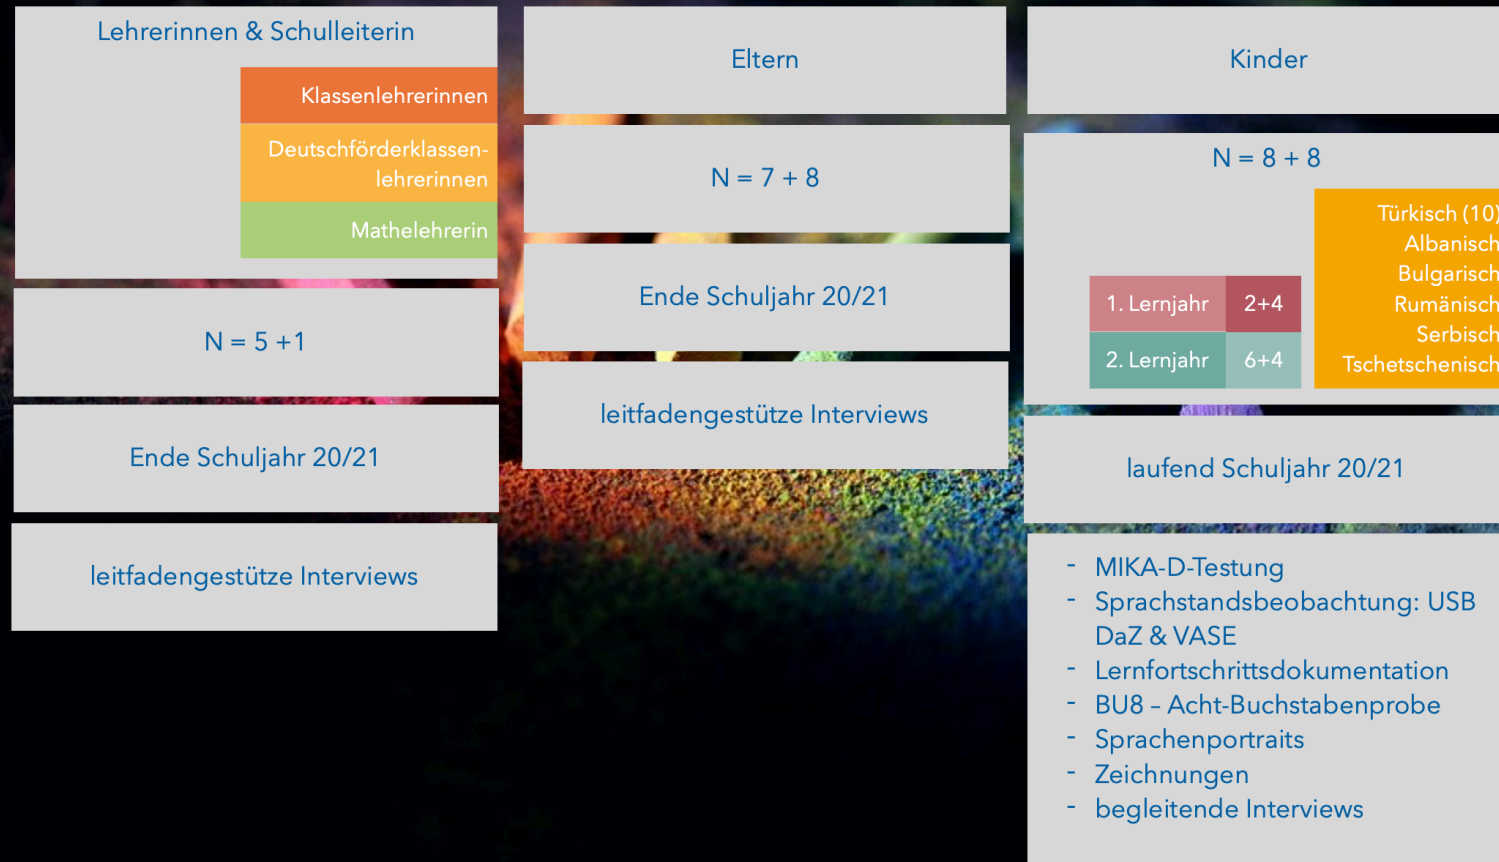 Lehrerinnen & Schulleiterin
Klassenlehrerinnen
Deutschförderklassen-
lehrerinnen
Mathelehrerin
N = 5 +1
Ende Schuljahr 20/21
leitfadengestütze Interviews
Eltern
N = 7 + 8
Ende Schuljahr 20/21
leitfadengestütze Interviews
Kinder
N = 8 + 8
1. Lernjahr 2+4
2. Lernjahr 6+4
Türkisch (10)
Albanisch
Bulgarisch
Rumänisch
Serbisch
Tschetschenisch
laufend Schuljahr 20/21
- MIKA-D-Testung
- Sprachstandsbeobachtung: USB
DaZ & VASE
- Lernfortschrittsdokumentation
- BU8 – Acht-Buchstabenprobe
- Sprachenportraits
- Zeichnungen
- begleitende Interviews